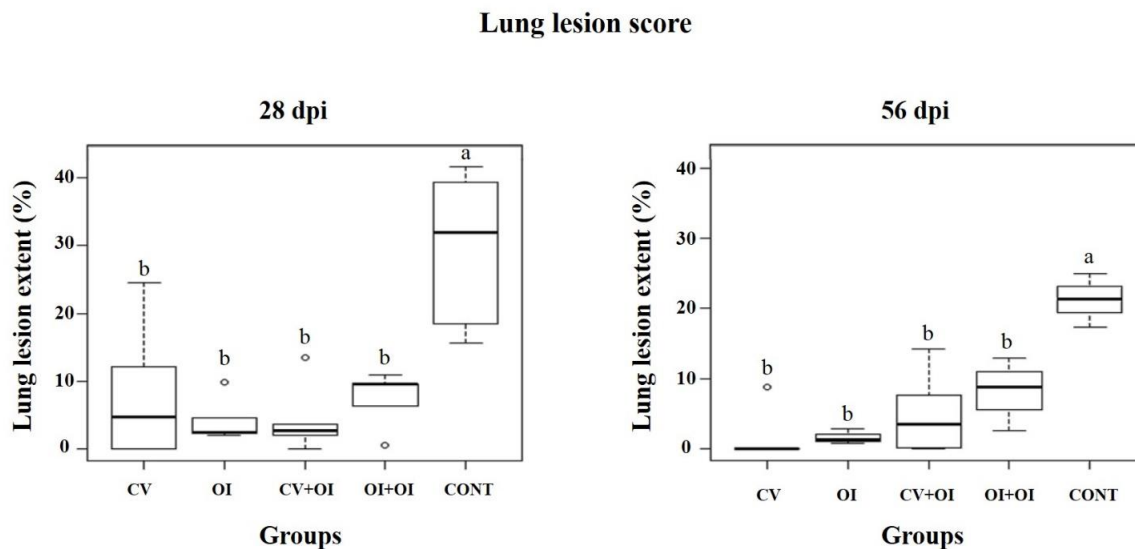 Lung lesion score
28 dpi
Lung lesion extent (%)
40
30
20
10
0
b
b
b
b
a
CV
OI
CV+OI
OI+OI
CONT
Groups
56 dpi
Lung lesion extent (%)
40
30
20
10
0
b
b
b
b
a
CV
OI
CV+OI
OI+OI
CONT
Groups